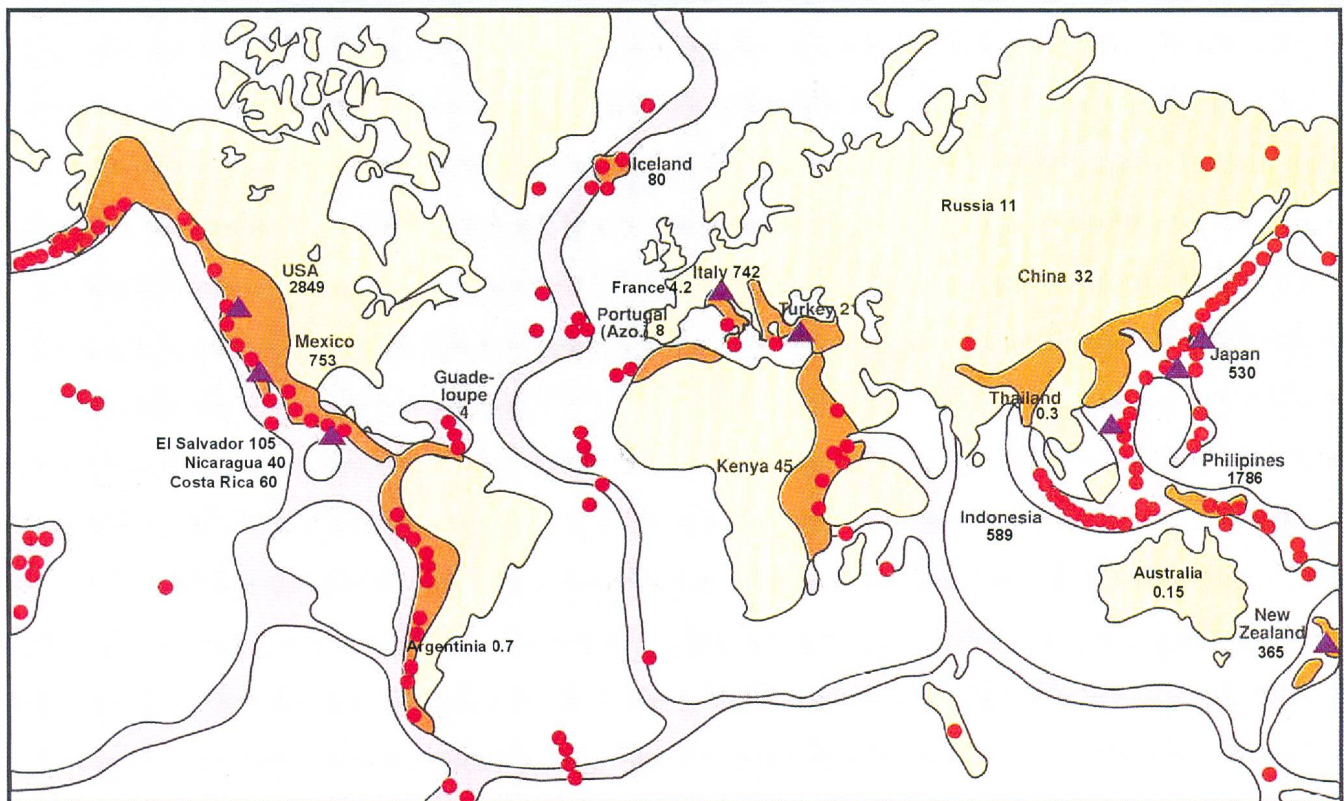 Iceland
80
Russia 11
USA
2849
Italy 742
China 32
France 4.2
Portugal
(Azo.) 8
Turkey 21
Mexico
753
Japan
530
Guade-
loupe
4
Thailand
0.3
El Salvador 105
Nicaragua 40
Costa Rica 60
Kenya 45
Philipines
1786
Indonesia
589
Australia
0.15
New
Zealand
365
Argentinia 0.7